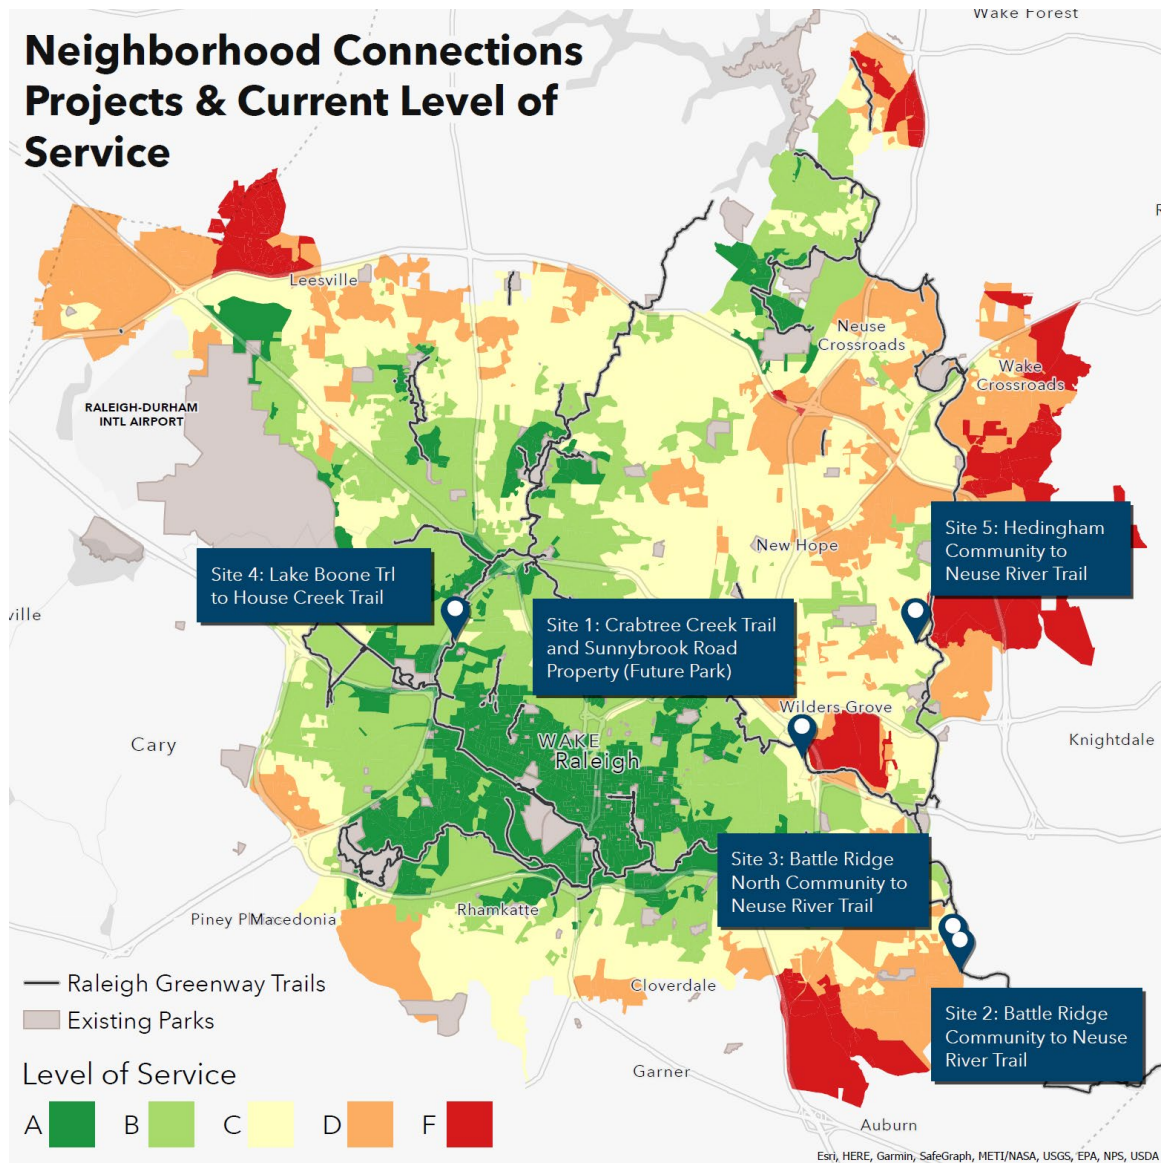 Wake Forest
Neighborhood Connections
Projects & Current Level of
Service
Leesville
Neuse
Crossroads
Wake
Crossroads
RALEIGH-DURHAM
INTL AIRPORT
Site 5: Hedingham
Community to
Neuse River Trail
New Hope
Site 4: Lake Boone Trl
to House Creek Trail
ville
Site 1: Crabtree Creek Trail
and Sunnybrook Road
Property (Future Park)
Wilders Grove
Cary
WAKE
Raleigh
Knightdale
Site 3: Battle Ridge
North Community to
Neuse River Trail
Rhamkatte
Macedonia
Raleigh Greenway Trails
Cloverdale
Existing Parks
Site 2: Battle Ridge
Community to Neuse
River Trail
Level of Service
Garner
A B C D F
Auburn
Esri, HERE, Garmin, SafeGraph, METI/NASA, USGS, EPA, NPS, USDA